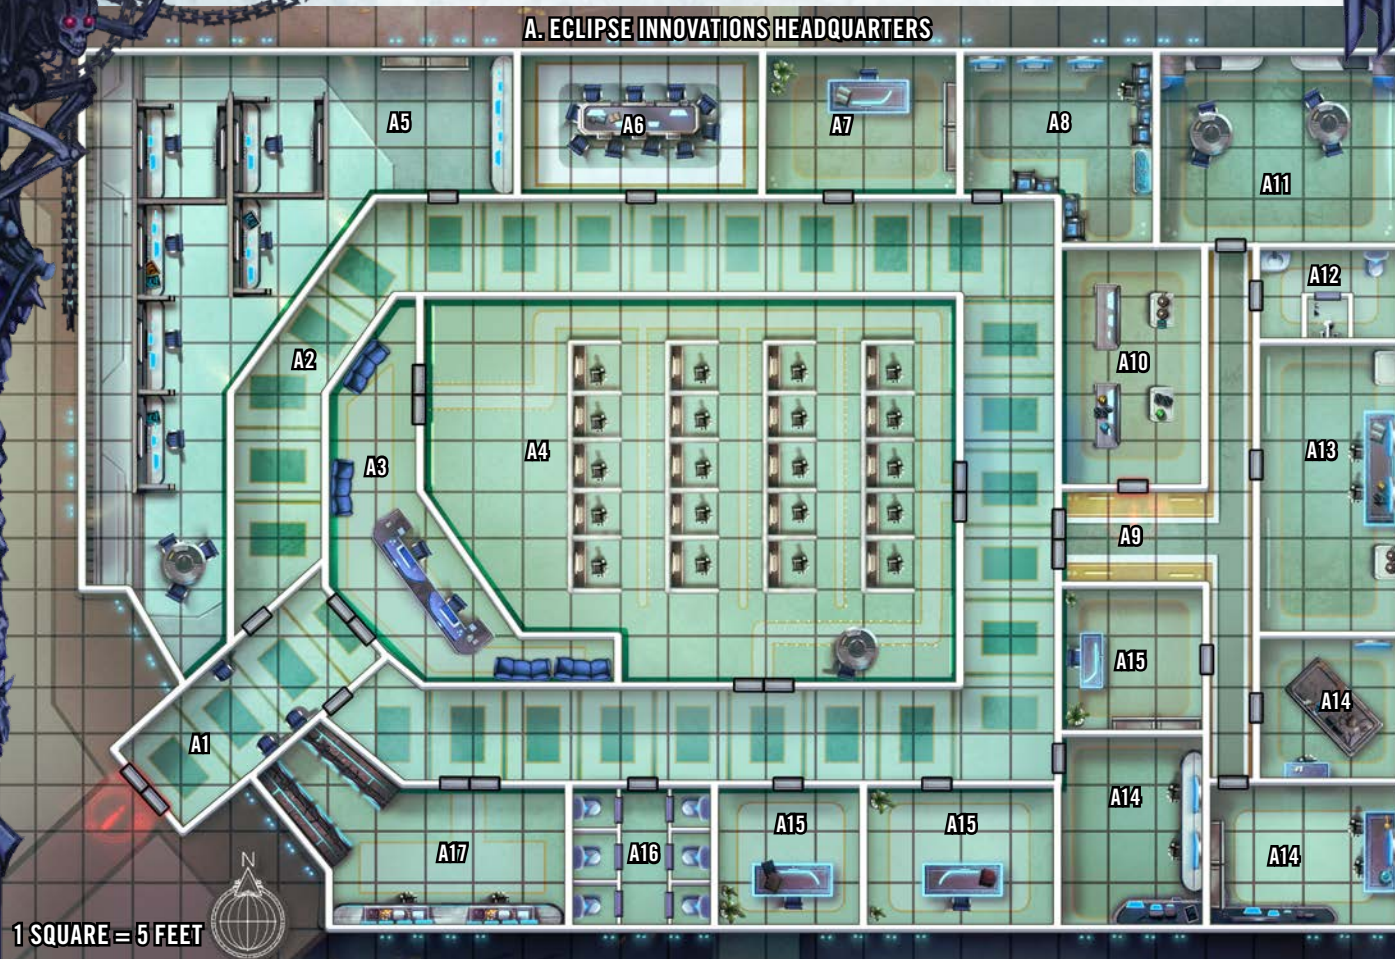 A. ECLIPSE INNOVATIONS HEADQUARTERS
A5
A6
A7
A8
A11
A12
A2
A10
A3
A4
A13
A9
A15
A14
A1
A14
A15
A15
A17
A16
A14
N
1 SQUARE = 5 FEET